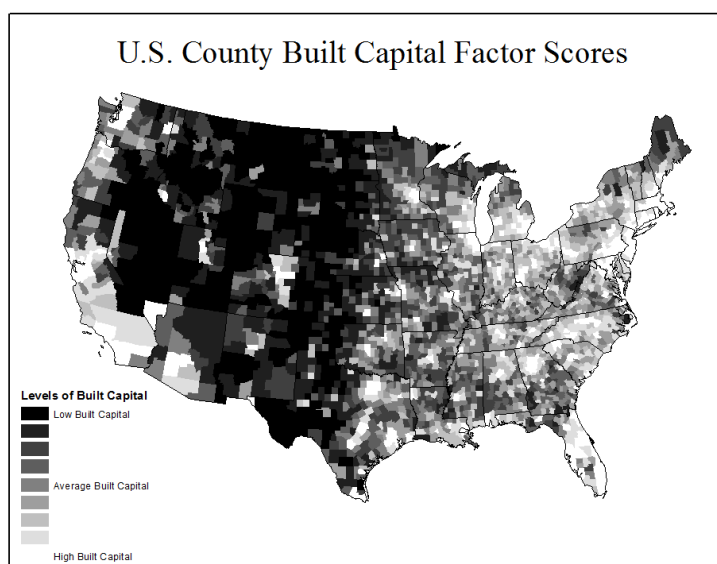 U.S. County Built Capital Factor Scores
Levels of Built Capital
Low Built Capital
Average Built Capital
High Built Capital